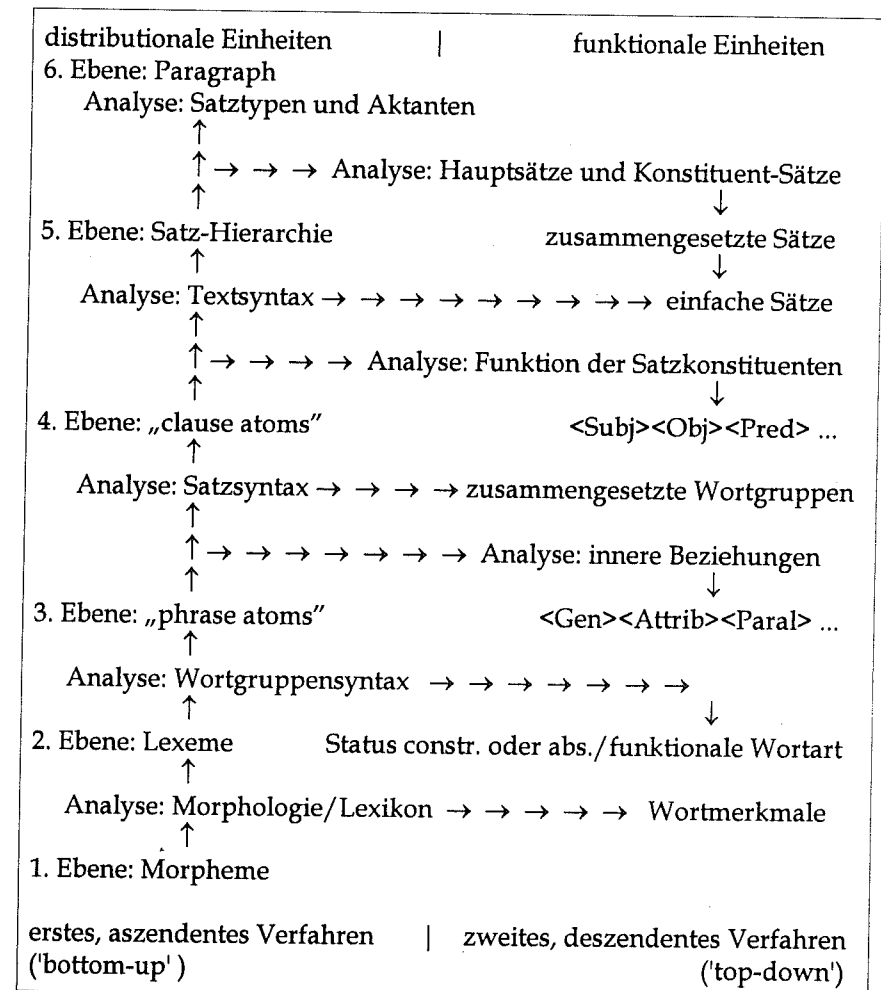 distributionale Einheiten | funktionale Einheiten
6. Ebene: Paragraph
Analyse: Satztypen und Aktanten
↑
↑ → → → Analyse: Hauptsätze und Konstituent-Sätze
↑ ↓
5. Ebene: Satz-Hierarchie zusammengesetzte Sätze
↑ ↓
Analyse: Textsyntax → → → → → → → → → einfache Sätze
↑
↑ → → → → Analyse: Funktion der Satzkonstituenten
↑ ↓
4. Ebene: „clause atoms” <Subj><Obj><Pred> ...
↑
Analyse: Satzsyntax → → → → zusammengesetzte Wortgruppen
↑
↑ → → → → → → → Analyse: innere Beziehungen
↑ ↓
3. Ebene: „phrase atoms” <Gen><Attrib><Paral> ...
↑
Analyse: Wortgruppensyntax → → → → → → →
↑ ↓
2. Ebene: Lexeme Status constr. oder abs./funktionale Wortart
↑
Analyse: Morphologie/Lexikon → → → → → Wortmerkmale
↑
1. Ebene: Morpheme
erstes, aszendentes Verfahren | zweites, deszendentes Verfahren
('bottom-up' ) ('top-down')